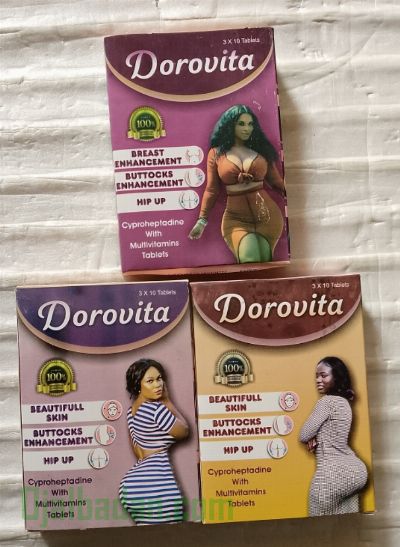 3 X 10 Tablets
Dorovita
100%
BREAST
ENHANCEMENT
BUTTOCKS
ENHANCEMENT
HIP UP
Cyproheptadine
With
Multivitamins
Tablets
3 X 10 Tablets
Dorovita
100%
BEAUTIFULL
SKIN
BUTTOCKS
ENHANCEMENT
HIP UP
Cyproheptadine
With
Multivitamins
Tablets
3 X 10 Tablets
Dorovita
100%
BEAUTIFULL
SKIN
BUTTOCKS
ENHANCEMENT
HIP UP
Cyproheptadine
With
Multivitamins
Tablets